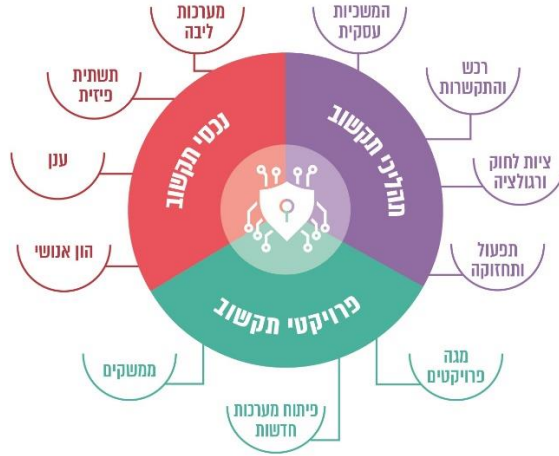 מערכות
ליבה
תשתית
פיזית
ענן
הון אנושי
נכסי תקשוב
המשכיות
עסקית
רכש
והתקשרות
ציות לחוק
ורגולציה
תפעול
ותחזוקה
תהליכי תקשוב
פרויקטי תקשוב
מגה
פרויקטים
פיתוח מערכות
חדשות
ממשקים